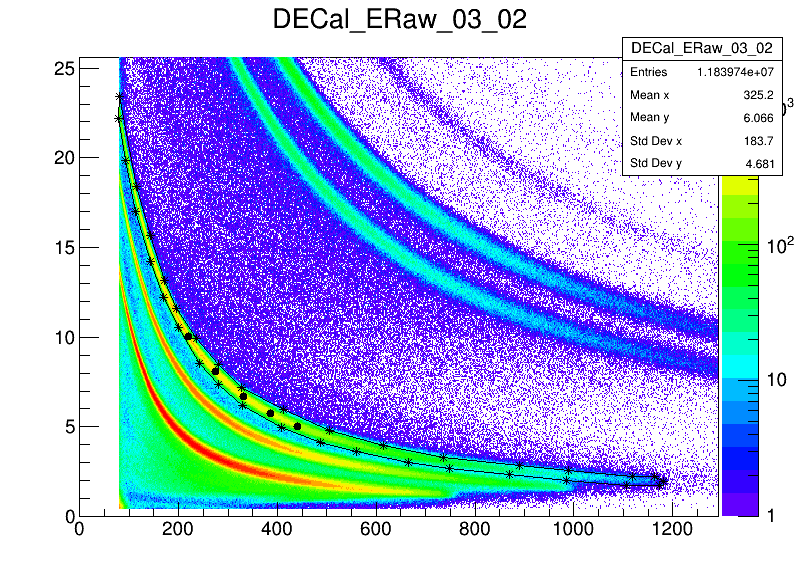 DECal_ERaw_03_02
DECal_ERaw_03_02
Entries 1.183974e+07
Mean x 325.2
Mean y 6.066
Std Dev x 183.7
Std Dev y 4.681
25
20
15
10
5
0
0 200 400 600 800 1000 1200
10²
10
1